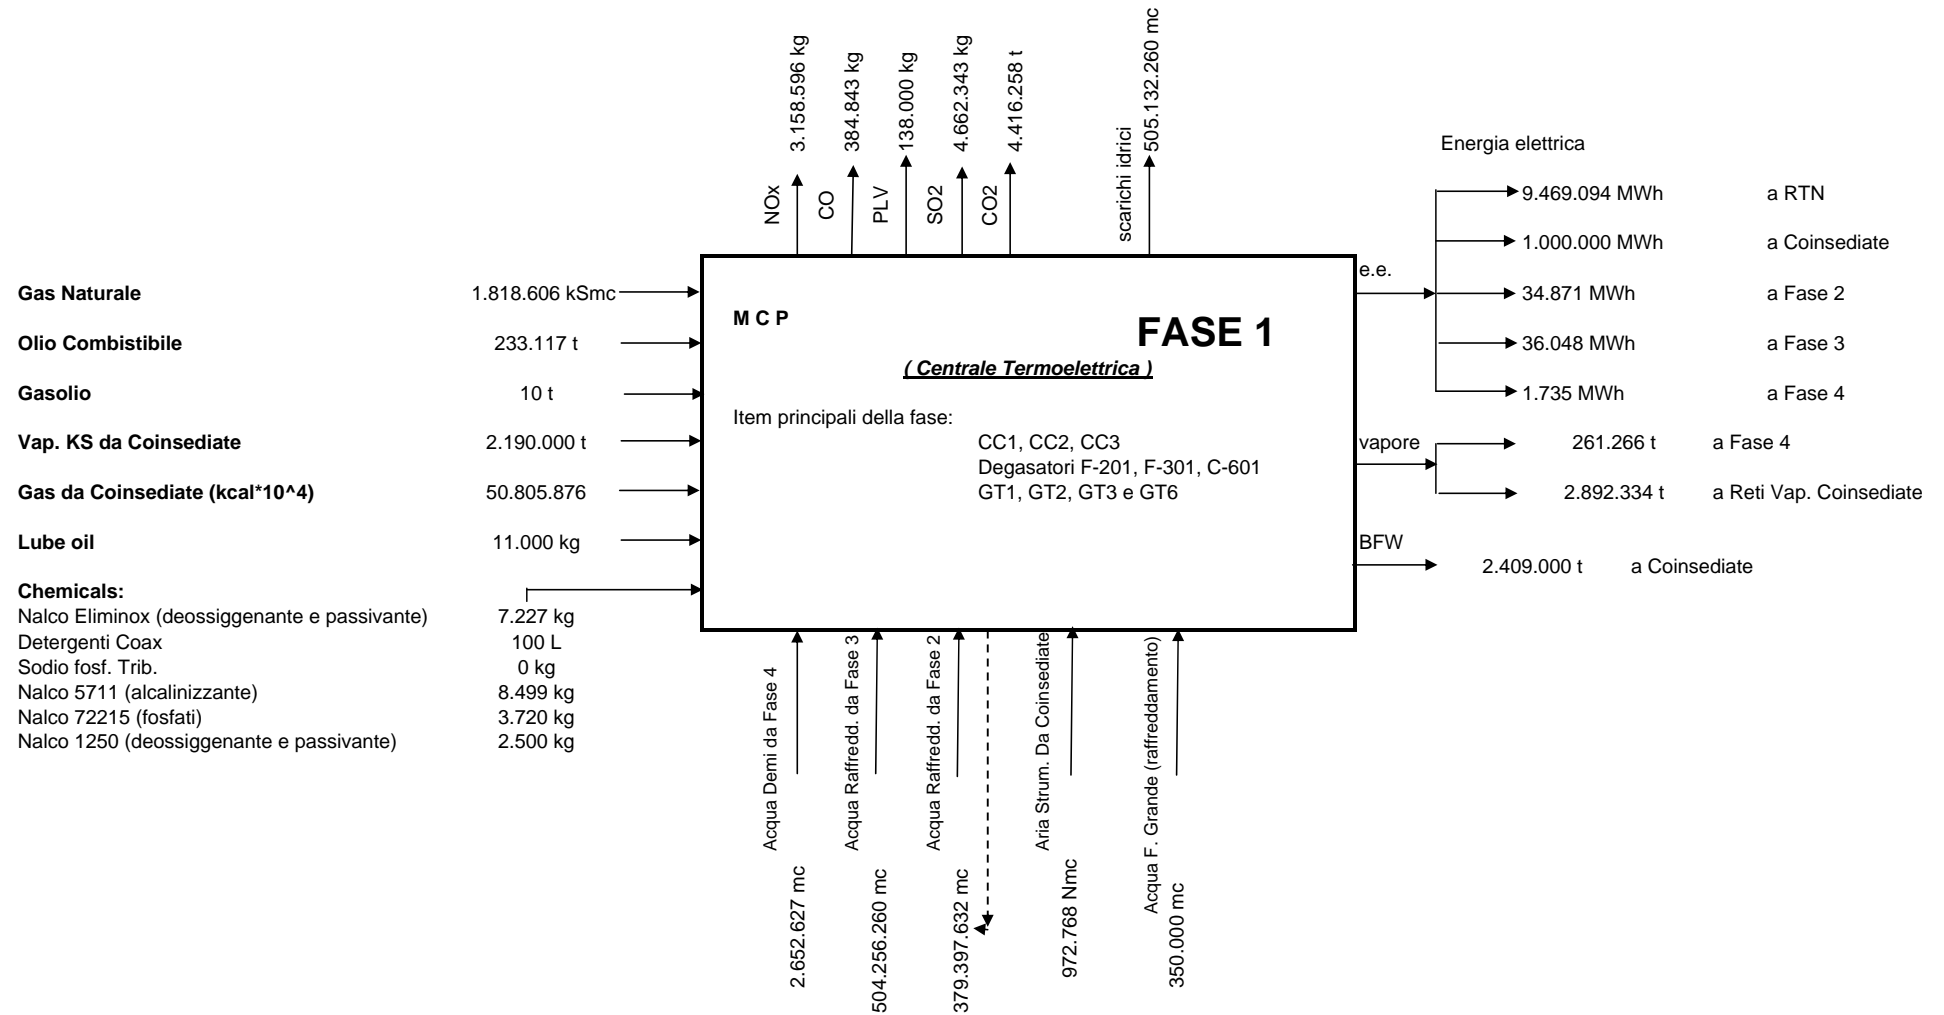 NOx 3.158.596 kg
CO 384.843 kg
PLV 138.000 kg
SO2 4.662.343 kg
CO2 4.416.258 t
scarichi idrici 505.132.260 mc
Gas Naturale 1.818.606 kSmc
Olio Combistibile 233.117 t
Gasolio 10 t
Vap. KS da Coinsediate 2.190.000 t
Gas da Coinsediate (kcal*10^4) 50.805.876
Lube oil 11.000 kg
Chemicals:
Nalco Eliminox (deossiggenante e passivante) 7.227 kg
Detergenti Coax 100 L
Sodio fosf. Trib. 0 kg
Nalco 5711 (alcalinizzante) 8.499 kg
Nalco 72215 (fosfati) 3.720 kg
Nalco 1250 (deossiggenante e passivante) 2.500 kg
M C P
FASE 1
( Centrale Termoelettrica )
Item principali della fase:
CC1, CC2, CC3
Degasatori F-201, F-301, C-601
GT1, GT2, GT3 e GT6
Energia elettrica
e.e.
9.469.094 MWh a RTN
1.000.000 MWh a Coinsediate
34.871 MWh a Fase 2
36.048 MWh a Fase 3
1.735 MWh a Fase 4
vapore
261.266 t a Fase 4
2.892.334 t a Reti Vap. Coinsediate
BFW
2.409.000 t a Coinsediate
Acqua Demi da Fase 4 2.652.627 mc
Acqua Raffredd. da Fase 3 504.256.260 mc
Acqua Raffredd. da Fase 2 379.397.632 mc
Aria Strum. Da Coinsediate 972.768 Nmc
Acqua F. Grande (raffreddamento) 350.000 mc